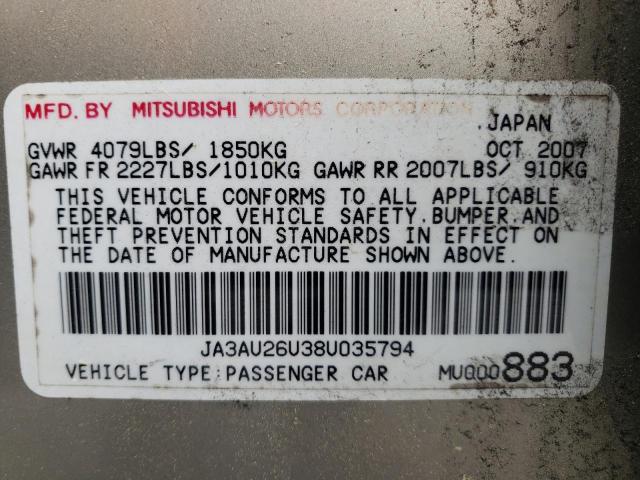 MFD. BY MITSUBISHI MOTORS CORPORATION
JAPAN
GVWR 4079LBS/ 1850KG OCT 2007
GAWR FR 2227LBS/1010KG GAWR RR 2007LBS/ 910KG
THIS VEHICLE CONFORMS TO ALL APPLICABLE
FEDERAL MOTOR VEHICLE SAFETY.BUMPER.AND
THEFT PREVENTION STANDARDS IN EFFECT ON
THE DATE OF MANUFACTURE SHOWN ABOVE.
JA3AU26U38U035794
VEHICLE TYPE:PASSENGER CAR MUQ00883